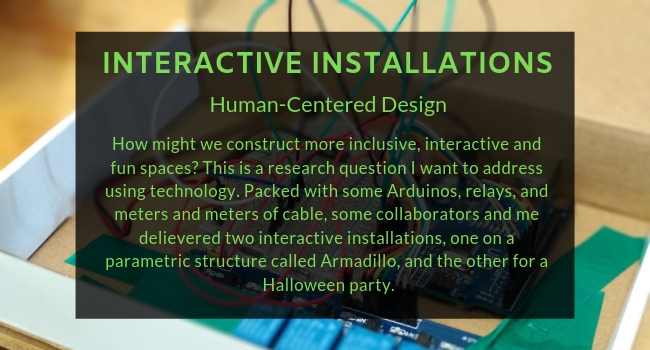 INTERACTIVE INSTALLATIONS
Human-Centered Design
How might we construct more inclusive, interactive and
fun spaces? This is a research question I want to address
using technology. Packed with some Arduinos, relays, and
meters and meters of cable, some collaborators and me
delievered two interactive installations, one on a
parametric structure called Armadillo, and the other for a
Halloween party.